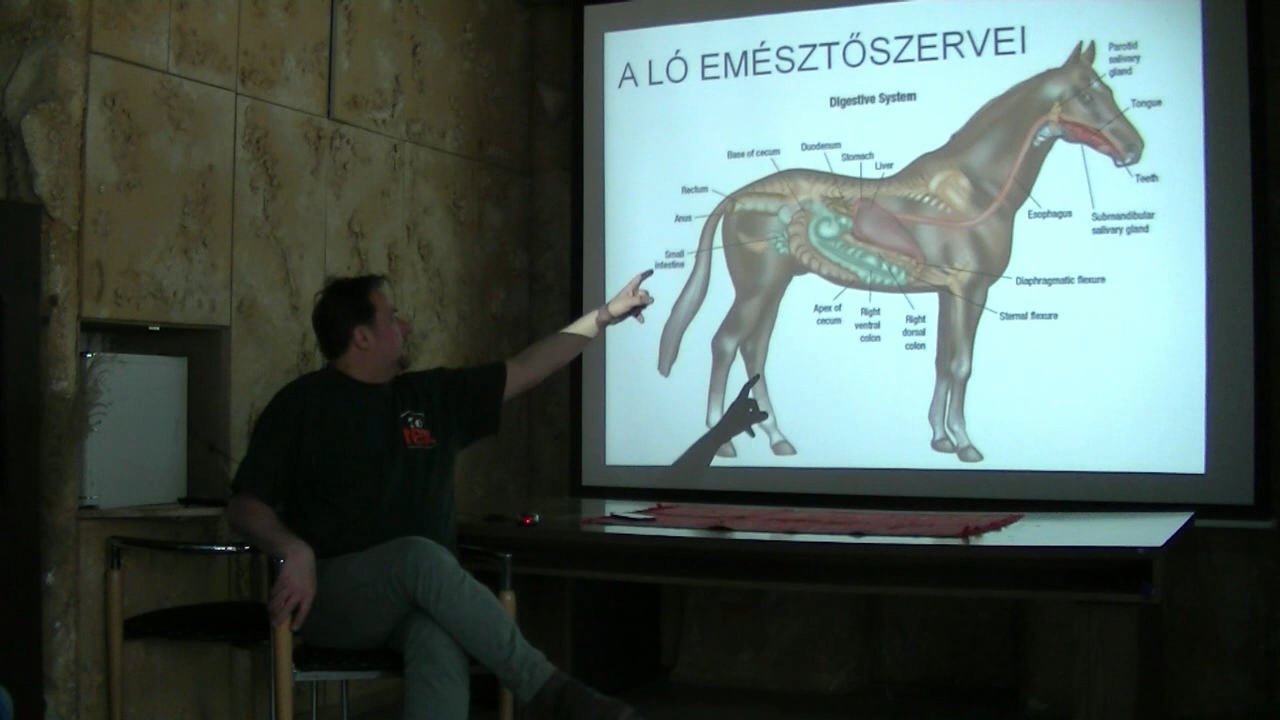 A LÓ EMÉSZTŐSZERVEI
Digestive System
Parotid
salivary
gland
Tongue
Teeth
Base of cecum
Duodenum
Stomach
Liver
Rectum
Anus
Small
intestine
Esophagus
Submandibular
salivary gland
Diaphragmatic flexure
Sternal flexure
Apex of
cecum
Right
ventral
colon
Right
dorsal
colon